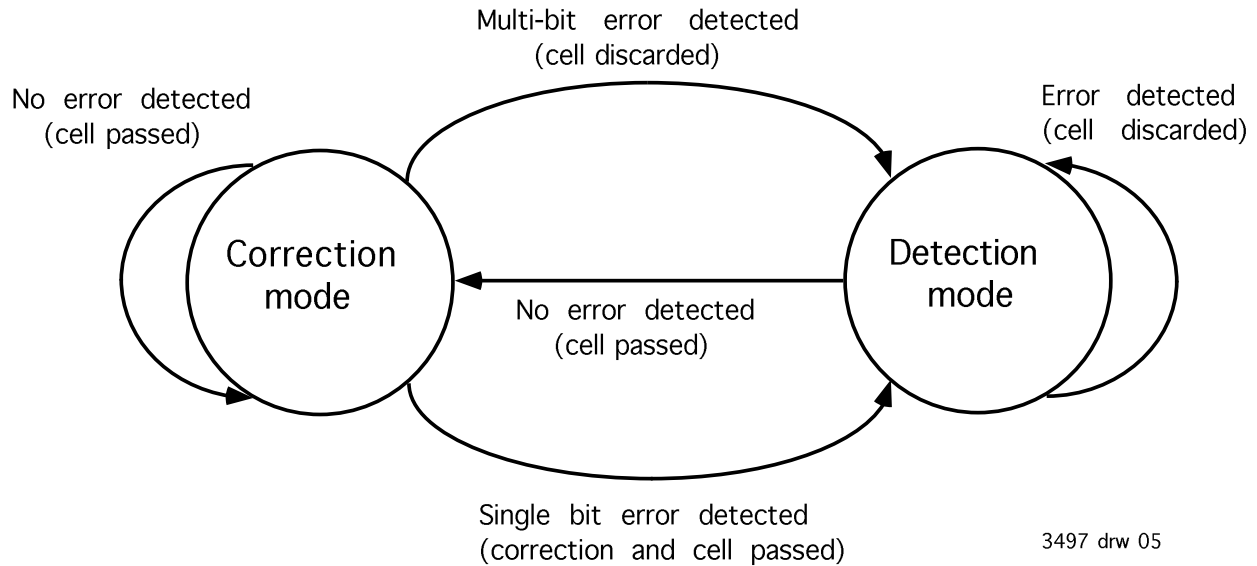 Multi-bit error detected
(cell discarded)
No error detected
(cell passed)
Error detected
(cell discarded)
Correction
mode
Detection
mode
No error detected
(cell passed)
Single bit error detected
(correction and cell passed)
3497 drw 05